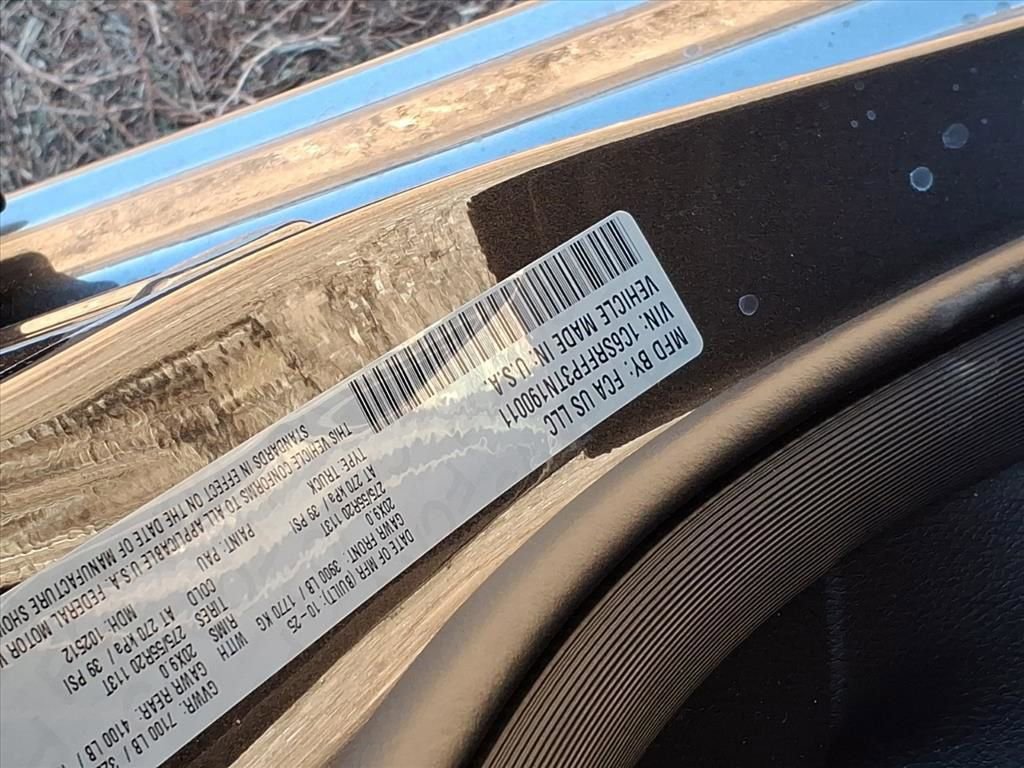 MFD BY: FCA US LLC
DATE OF MFR (BUILT): 10-25
GVWR: 7100 LB /
GAWR FRONT: 3900 LB / 1770 KG
WITH
GAWR REAR: 4100 LB /
20X9.0
RIMS
20X9.0
275/55R20 113T
TIRES
275/55R20 113T
AT 270 kPa / 39 PSI
COLD
AT 270 kPa / 39 PSI
THIS VEHICLE CONFORMS TO ALL APPLICABLE U.S.A. FEDERAL MOTOR
STANDARDS IN EFFECT ON THE DATE OF MANUFACTURE
VIN: 1C6SRFFP3TN190011
TYPE: TRUCK
PAINT: PAU
MDH: 102512
VEHICLE MADE IN: U.S.A.